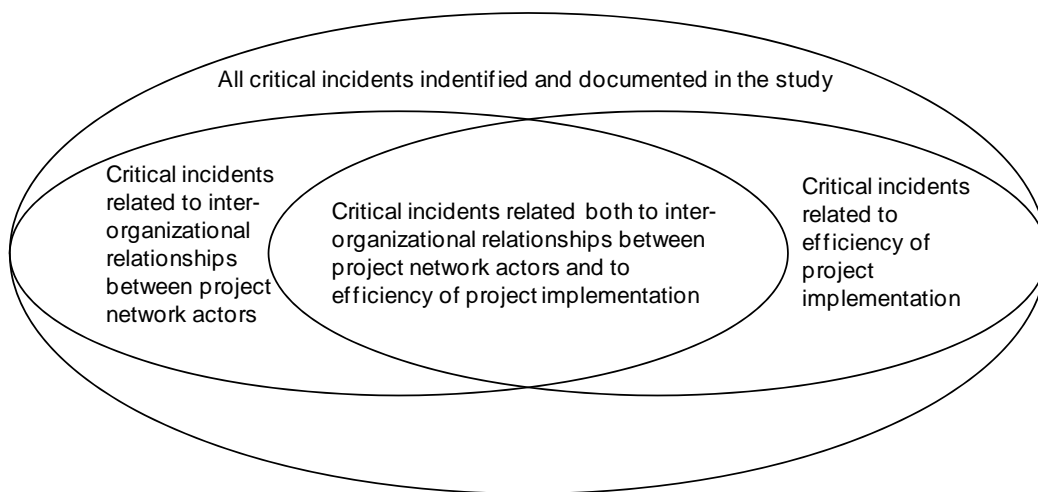 All critical incidents indentified and documented in the study
Critical incidents
related to inter-
organizational
relationships
between project
network actors
Critical incidents related both to inter-
organizational relationships between
project network actors and to
efficiency of project implementation
Critical incidents
related to
efficiency of
project
implementation